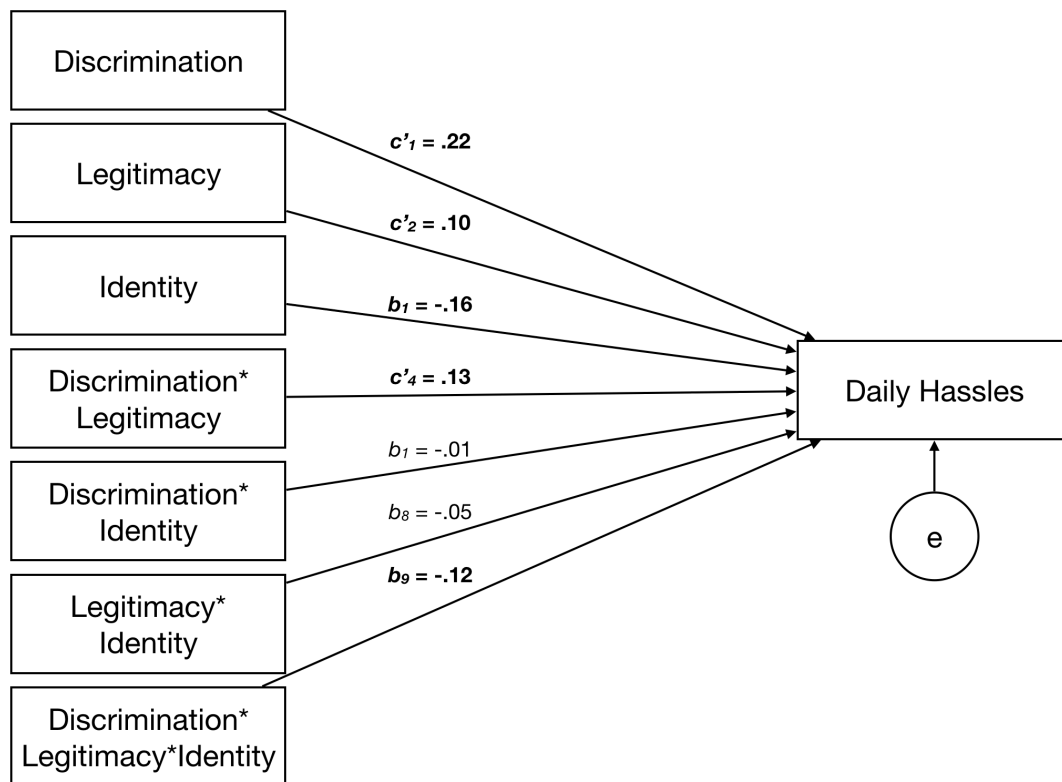 Discrimination
Legitimacy
Identity
Discrimination*
Legitimacy
Discrimination*
Identity
Legitimacy*
Identity
Discrimination*
Legitimacy*Identity
c’₁ = .22
c’₂ = .10
b₁ = -.16
c’₄ = .13
b₁ = -.01
b₈ = -.05
b₉ = -.12
Daily Hassles
e